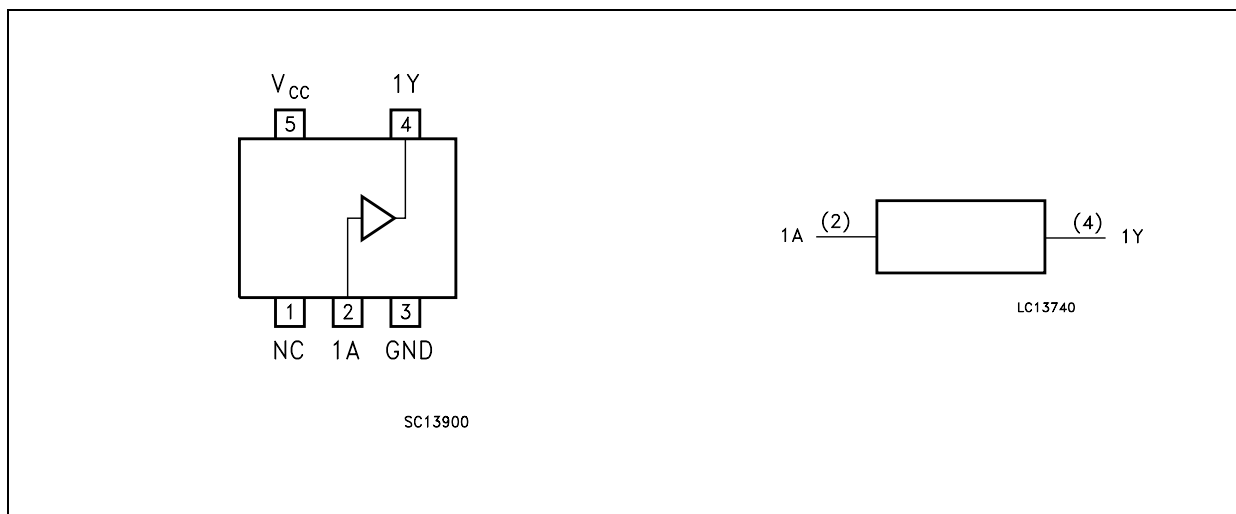 VCC 1Y
5 4
1 2 3
NC 1A GND
SC13900
1A (2) (4) 1Y
LC13740